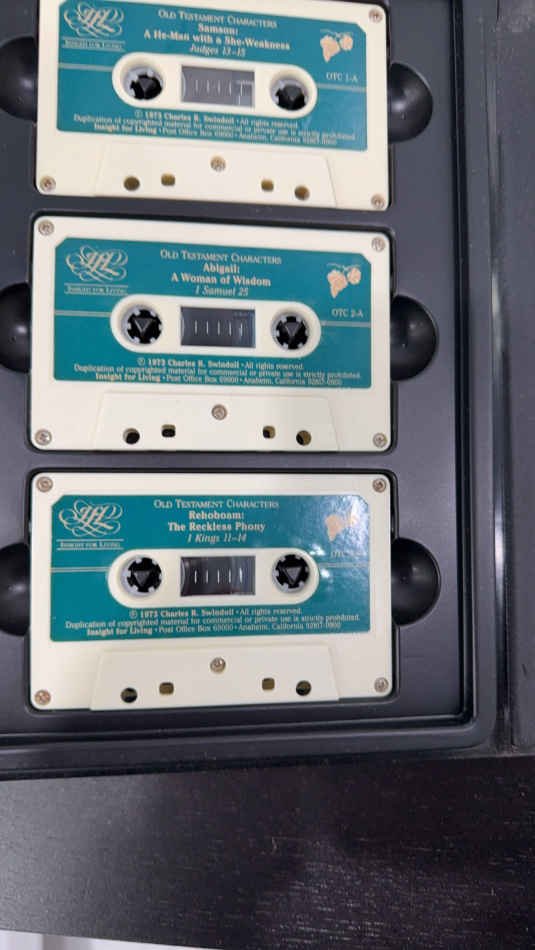 OLD TESTAMENT CHARACTERS
Samson:
A He-Man with a She-Weakness
Judges 13–15
INSIGHT FOR LIVING
OTC 1-A
℗ 1973 Charles R. Swindoll • All rights reserved.
Duplication of copyrighted material for commercial or private use is strictly prohibited.
Insight for Living • Post Office Box 69000 • Anaheim, California 92817-0900
IFL
OLD TESTAMENT CHARACTERS
Abigail:
A Woman of Wisdom
1 Samuel 25
INSIGHT FOR LIVING
OTC 2-A
℗ 1973 Charles R. Swindoll • All rights reserved.
Duplication of copyrighted material for commercial or private use is strictly prohibited.
Insight for Living • Post Office Box 69000 • Anaheim, California 92817-0900
IFL
OLD TESTAMENT CHARACTERS
Rehoboam:
The Reckless Phony
1 Kings 11–14
INSIGHT FOR LIVING
OTC
℗ 1973 Charles R. Swindoll • All rights reserved.
Duplication of copyrighted material for commercial or private use is strictly prohibited.
Insight for Living • Post Office Box 69000 • Anaheim, California 92817-0900